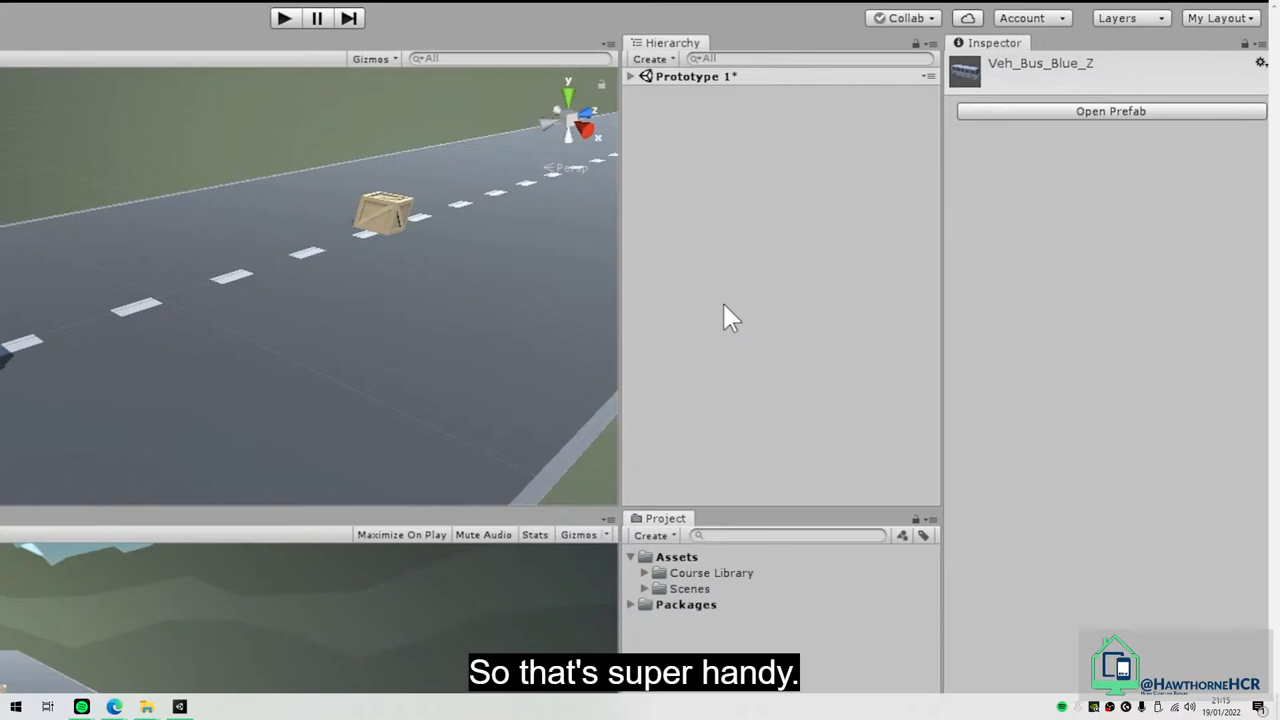 Collab
Account
Layers
My Layout
Gizmos
All
Hierarchy
Create
All
Prototype 1*
Inspector
Veh_Bus_Blue_Z
Open Prefab
y
z
x
Persp
Maximize On Play
Mute Audio
Stats
Gizmos
Project
Create
Assets
Course Library
Scenes
Packages
So that's super handy.
@HawthorneHCR
21:15
19/01/2022